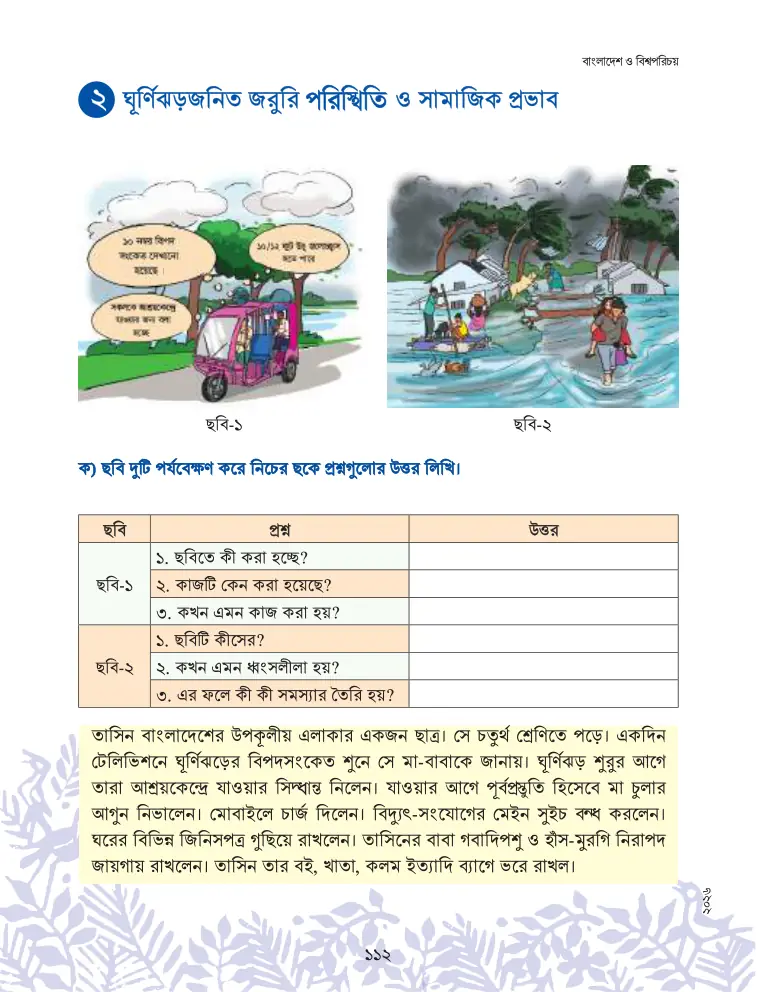 বাংলাদেশ ও বিশ্বপরিচয়
২ ঘূর্ণিঝড়জনিত জরুরি পরিস্থিতি ও সামাজিক প্রভাব
১০ নম্বর বিপদ
সংকেত দেখানো
হয়েছে।
১০/১২ ফুট উঁচু জলোচ্ছ্বাস
হতে পারে
সকলকে আশ্রয়কেন্দ্রে
যাওয়ার জন্য বলা
হচ্ছে
ছবি-১
ছবি-২
ক) ছবি দুটি পর্যবেক্ষণ করে নিচের ছকে প্রশ্নগুলোর উত্তর লিখি।
ছবি প্রশ্ন উত্তর
ছবি-১
১. ছবিতে কী করা হচ্ছে?
২. কাজটি কেন করা হয়েছে?
৩. কখন এমন কাজ করা হয়?
ছবি-২
১. ছবিটি কীসের?
২. কখন এমন ধ্বংসলীলা হয়?
৩. এর ফলে কী কী সমস্যার তৈরি হয়?
তাসিন বাংলাদেশের উপকূলীয় এলাকার একজন ছাত্র। সে চতুর্থ শ্রেণিতে পড়ে। একদিন
টেলিভিশনে ঘূর্ণিঝড়ের বিপদসংকেত শুনে সে মা-বাবাকে জানায়। ঘূর্ণিঝড় শুরুর আগে
তারা আশ্রয়কেন্দ্রে যাওয়ার সিদ্ধান্ত নিলেন। যাওয়ার আগে পূর্বপ্রস্তুতি হিসেবে মা চুলার
আগুন নিভালেন। মোবাইলে চার্জ দিলেন। বিদ্যুৎ-সংযোগের মেইন সুইচ বন্ধ করলেন।
ঘরের বিভিন্ন জিনিসপত্র গুছিয়ে রাখলেন। তাসিনের বাবা গবাদিপশু ও হাঁস-মুরগি নিরাপদ
জায়গায় রাখলেন। তাসিন তার বই, খাতা, কলম ইত্যাদি ব্যাগে ভরে রাখল।
২০২৬
১১২